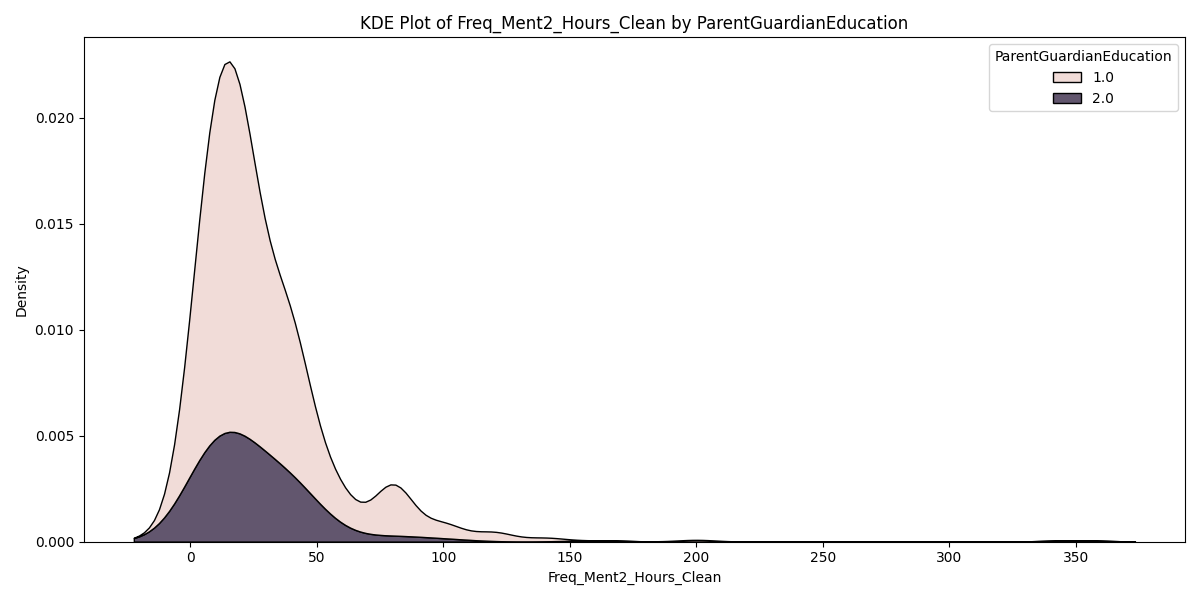 KDE Plot of Freq_Ment2_Hours_Clean by ParentGuardianEducation
ParentGuardianEducation
1.0
2.0
Density
0.020
0.015
0.010
0.005
0.000
0 50 100 150 200 250 300 350
Freq_Ment2_Hours_Clean